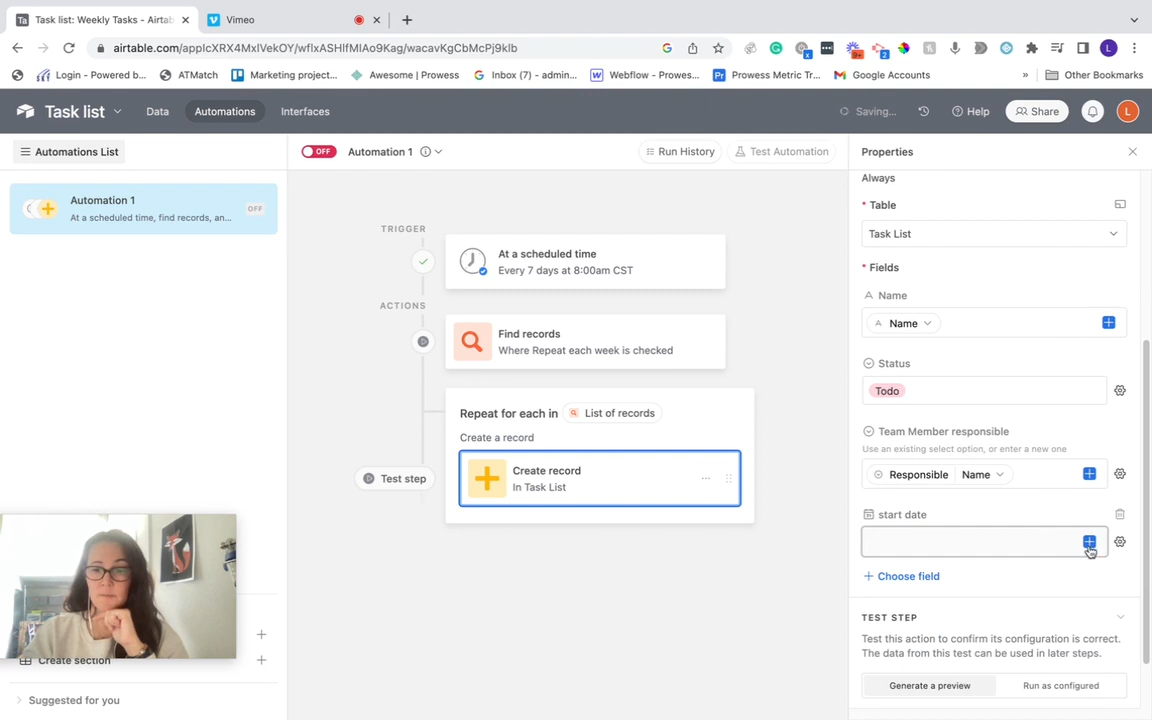 Task list: Weekly Tasks - Airtab
Vimeo
airtable.com/appIcXRX4MxIVekOY/wflxASHlfMlAo9Kag/wacavKgCbMcPj9klb
Login - Powered b...
ATMatch
Marketing project...
Awesome | Prowess
Inbox (7) - admin...
Webflow - Prowes...
Prowess Metric Tr...
Google Accounts
»
Other Bookmarks
Task list
Data
Automations
Interfaces
Saving...
Help
Share
L
Automations List
OFF
Automation 1
Run History
Test Automation
Properties
Automation 1
At a scheduled time, find records, an...
OFF
TRIGGER
At a scheduled time
Every 7 days at 8:00am CST
ACTIONS
Find records
Where Repeat each week is checked
Repeat for each in
List of records
Create a record
Test step
Create record
In Task List
Create section
Suggested for you
Always
* Table
Task List
* Fields
Name
A Name
Status
Todo
Team Member responsible
Use an existing select option, or enter a new one
Responsible Name
start date
+ Choose field
TEST STEP
Test this action to confirm its configuration is correct.
The data from this test can be used in later steps.
Generate a preview
Run as configured